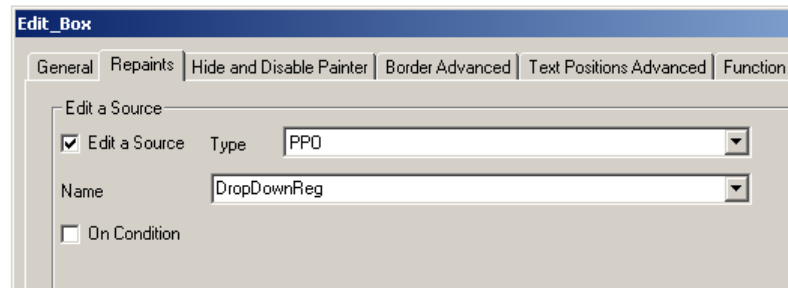 Edit_Box
General Repaints Hide and Disable Painter Border Advanced Text Positions Advanced Function
Edit a Source
Edit a Source Type PPO
Name DropDownReg
On Condition